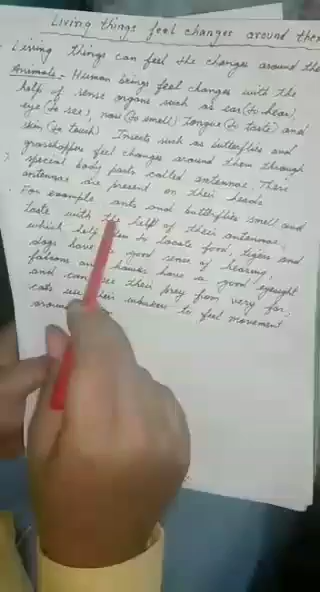 Living things feel changes around them
Living things can feel the changes around the
Animals - Human beings feel changes with the
help of sense organs such as ear (to hear)
eye (to see), nose (to smell) tongue (to taste) and
skin (to touch) Insects such as butterflies and
grasshopper feel changes around them through
special body parts called antennae. These
antennae are present on their heads
For example ants and butterflies smell and
taste with the help of their antennae,
which help them to locate food, tigers and
dogs have good sense of hearing,
falcons and hawks have a good eyesight
and can see their prey from very far,
cats use their whiskers to feel movement
around